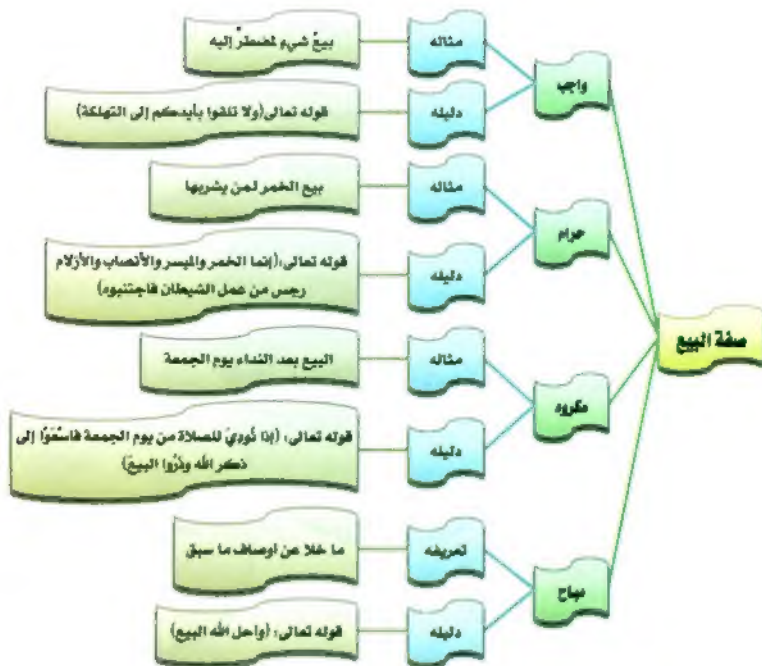 صفة البيع
واجب
مثاله
بيعُ شيءٍ لمضطرٍّ إليه
دليله
قوله تعالى(ولا تلقوا بأيدكم إلى التهلكة)
حرام
مثاله
بيع الخمر لمن يشربها
دليله
قوله تعالى: (إنما الخمر والميسر والأنصاب والأزلام
رجس من عمل الشيطان فاجتنبوه)
مكروه
مثاله
البيع بعد النداء يوم الجمعة
دليله
قوله تعالى: (إذا نُوديَ للصلاة من يوم الجمعة فاسْعَوْا إلى
ذكر الله وذَرُوا البيعَ)
مباح
تعريفه
ما خلا عن أوصاف ما سبق
دليله
قوله تعالى: (وأحل الله البيع)